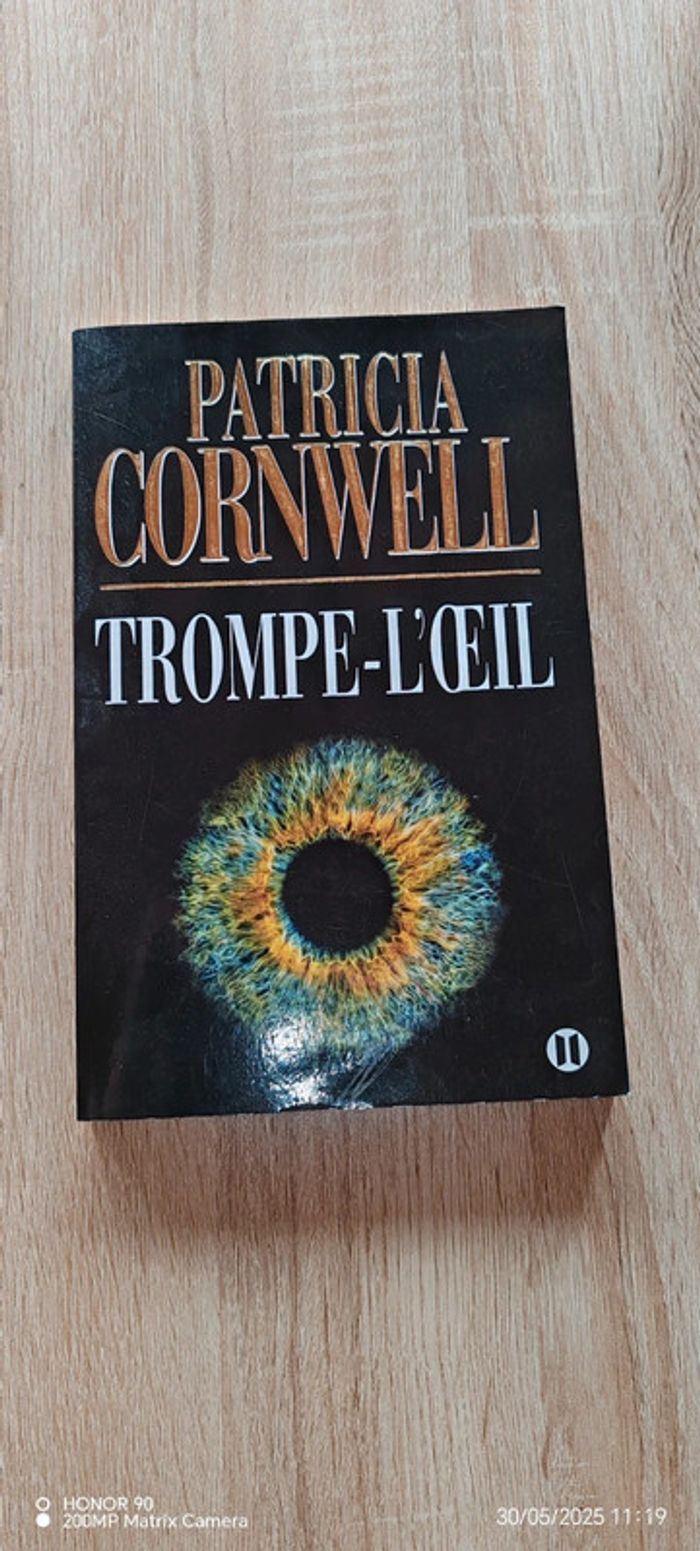 PATRICIA
CORNWELL
TROMPE-L'ŒIL
HONOR 90
200MP Matrix Camera
30/05/2025 11:19